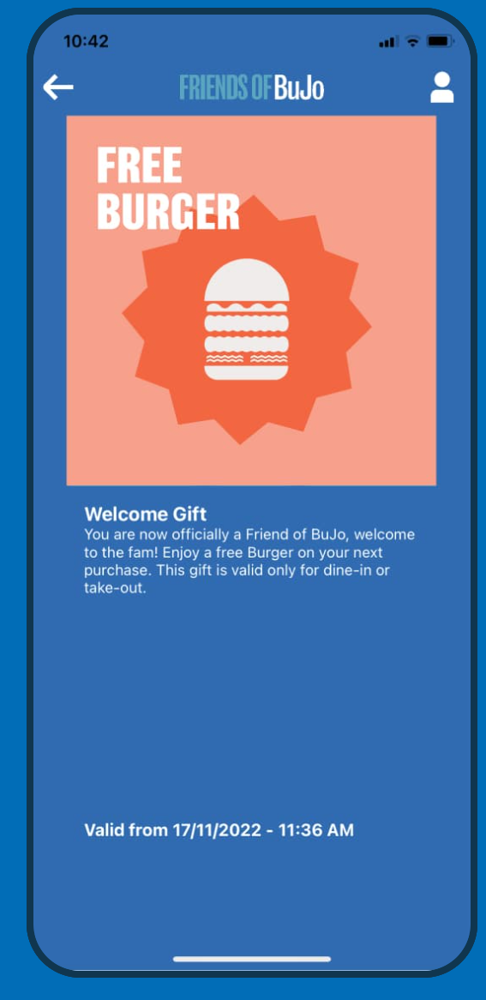 10:42
FRIENDS OF BuJo
FREE
BURGER
Welcome Gift
You are now officially a Friend of BuJo, welcome
to the fam! Enjoy a free Burger on your next
purchase. This gift is valid only for dine-in or
take-out.
Valid from 17/11/2022 - 11:36 AM